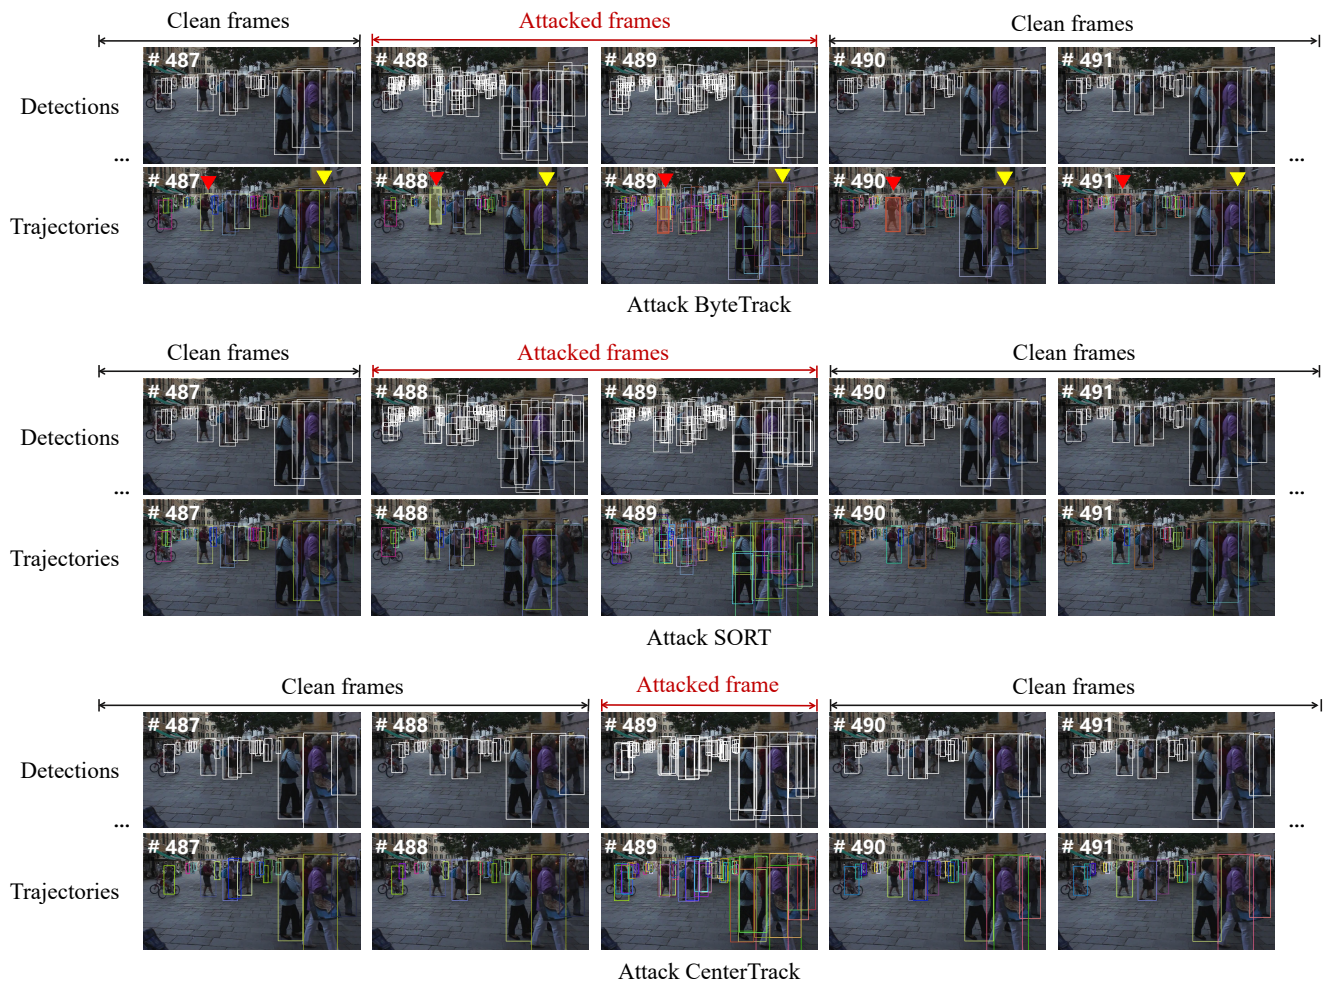 Clean frames Attacked frames Clean frames
Detections # 487 # 488 # 489 # 490 # 491
... ...
Trajectories # 487 # 488 # 489 # 490 # 491
Attack ByteTrack
Clean frames Attacked frames Clean frames
Detections # 487 # 488 # 489 # 490 # 491
... ...
Trajectories # 487 # 488 # 489 # 490 # 491
Attack SORT
Clean frames Attacked frame Clean frames
Detections # 487 # 488 # 489 # 490 # 491
... ...
Trajectories # 487 # 488 # 489 # 490 # 491
Attack CenterTrack